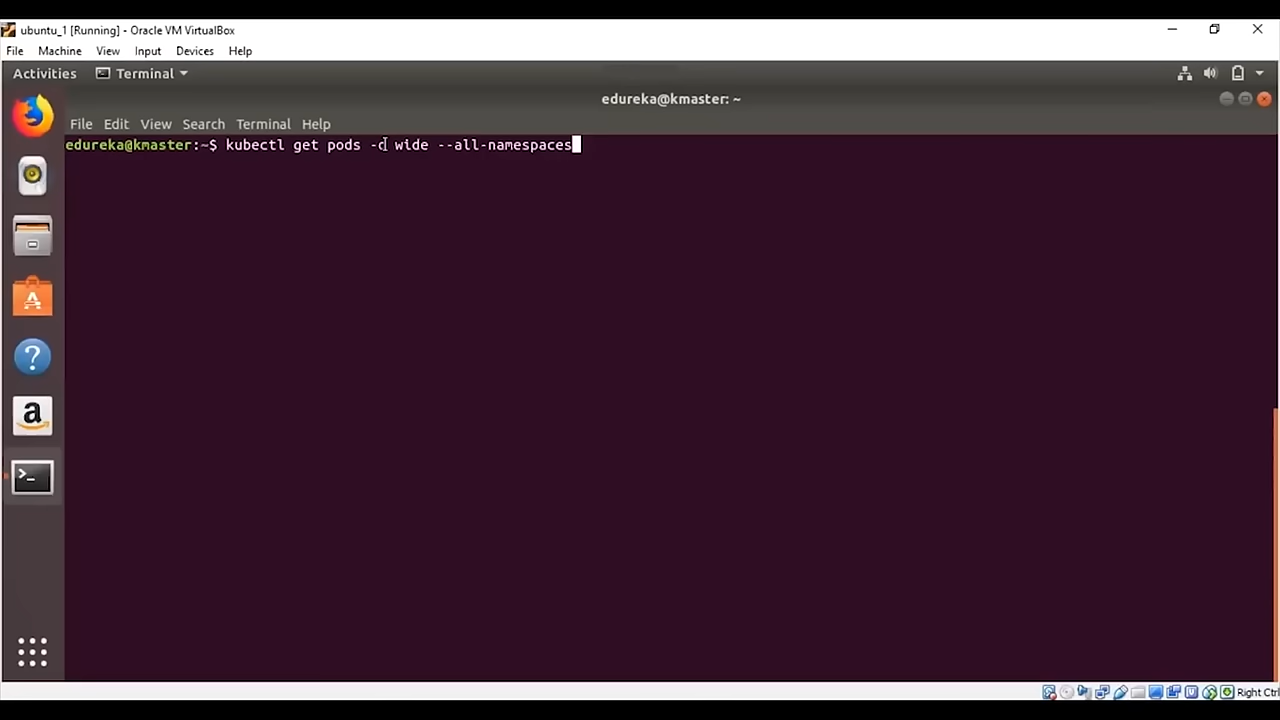 ubuntu_1 [Running] - Oracle VM VirtualBox
File Machine View Input Devices Help
Activities Terminal
edureka@kmaster: ~
File Edit View Search Terminal Help
edureka@kmaster:~$ kubectl get pods -o wide --all-namespaces
a
Right Ctrl